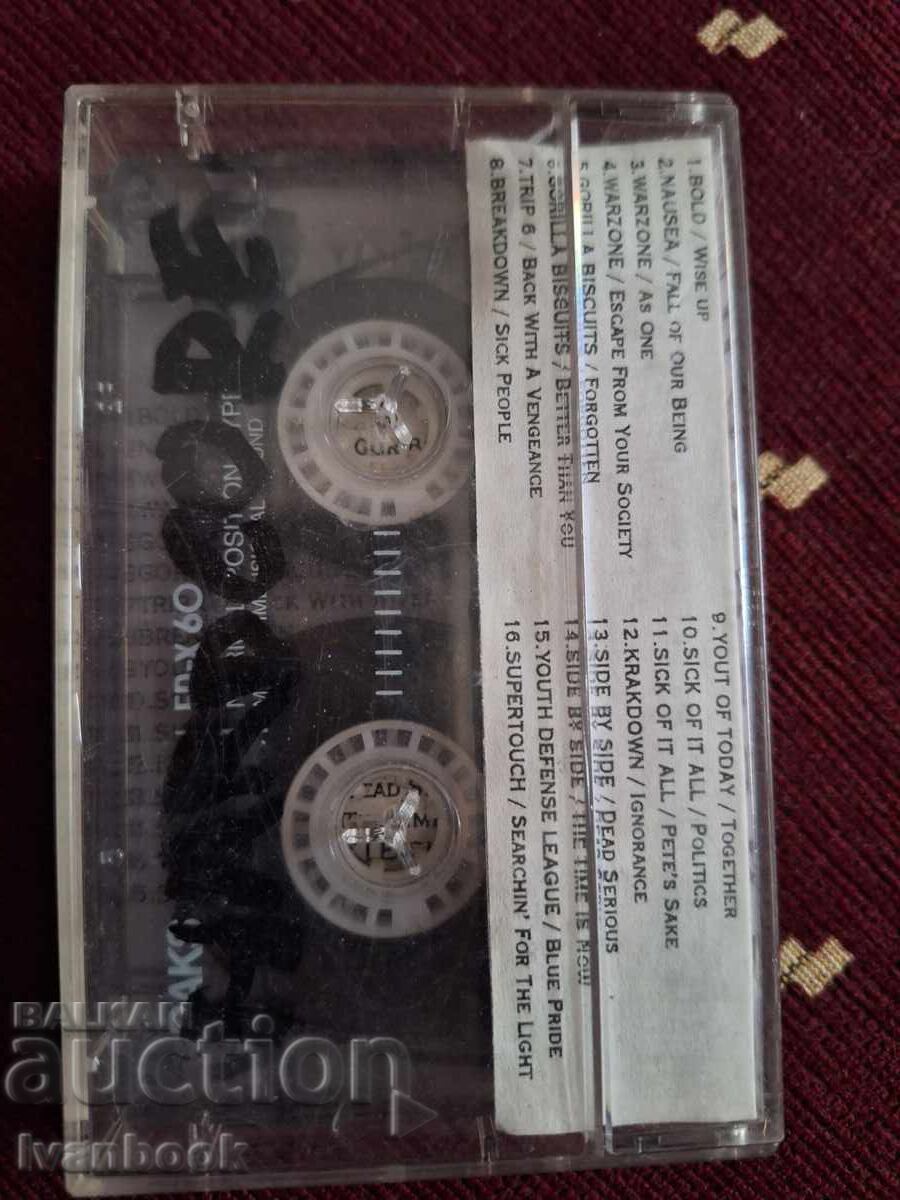 1.BOLD / WISE UP
2.NAUSEA / FALL OF OUR BEING
3.WARZONE / AS ONE
4.WARZONE / ESCAPE FROM YOUR SOCIETY
5.GORILLA BISCUITS / FORGOTTEN
6.GORILLA BISCUITS / BETTER THAN YOU
7.TRIP 6 / BACK WITH A VENGEANCE
8.BREAKDOWN / SICK PEOPLE
9.YOUT OF TODAY / TOGETHER
10.SICK OF IT ALL / POLITICS
11.SICK OF IT ALL / PETE'S SAKE
12.KRAKDOWN / IGNORANCE
13.SIDE BY SIDE / DEAD SERIOUS
14.SIDE BY SIDE / THE TIME IS NOW
15.YOUTH DEFENSE LEAGUE / BLUE PRIDE
16.SUPERTOUCH / SEARCHIN' FOR THE LIGHT
BALKAN
auction
Ivanbook